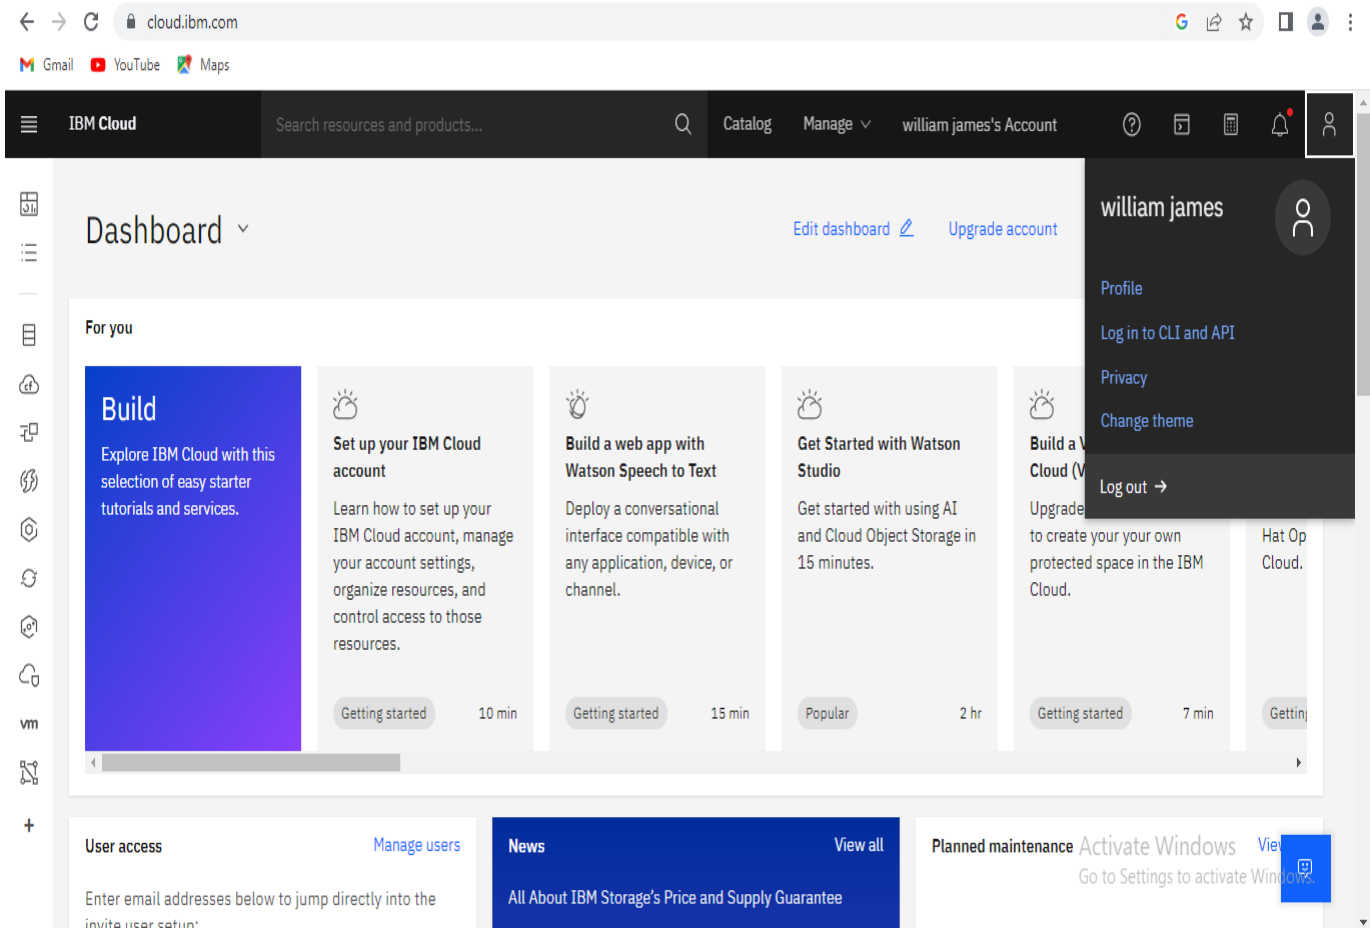 cloud.ibm.com
Gmail YouTube Maps
IBM Cloud
Search resources and products...
Catalog
Manage
william james's Account
william james
Profile
Log in to CLI and API
Privacy
Change theme
Log out →
Dashboard
Edit dashboard
Upgrade account
For you
Build
Explore IBM Cloud with this
selection of easy starter
tutorials and services.
Set up your IBM Cloud
account
Learn how to set up your
IBM Cloud account, manage
your account settings,
organize resources, and
control access to those
resources.
Getting started 10 min
Build a web app with
Watson Speech to Text
Deploy a conversational
interface compatible with
any application, device, or
channel.
Getting started 15 min
Get Started with Watson
Studio
Get started with using AI
and Cloud Object Storage in
15 minutes.
Popular 2 hr
Build a V
Cloud (V
Upgrade
to create your your own
protected space in the IBM
Cloud.
Getting started 7 min
Hat Op
Cloud.
Getting
cf
vm
User access
Manage users
Enter email addresses below to jump directly into the
invite user setup:
News
View all
All About IBM Storage's Price and Supply Guarantee
Planned maintenance
Activate Windows
Go to Settings to activate Windows.